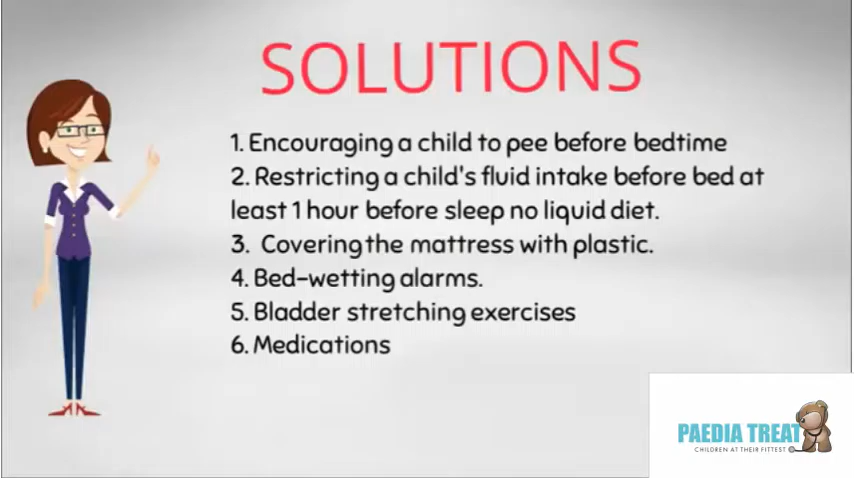 SOLUTIONS
1. Encouraging a child to pee before bedtime
2. Restricting a child's fluid intake before bed at
least 1 hour before sleep no liquid diet.
3. Covering the mattress with plastic.
4. Bed-wetting alarms.
5. Bladder stretching exercises
6. Medications
PAEDIA TREAT
CHILDREN AT THEIR FITTEST